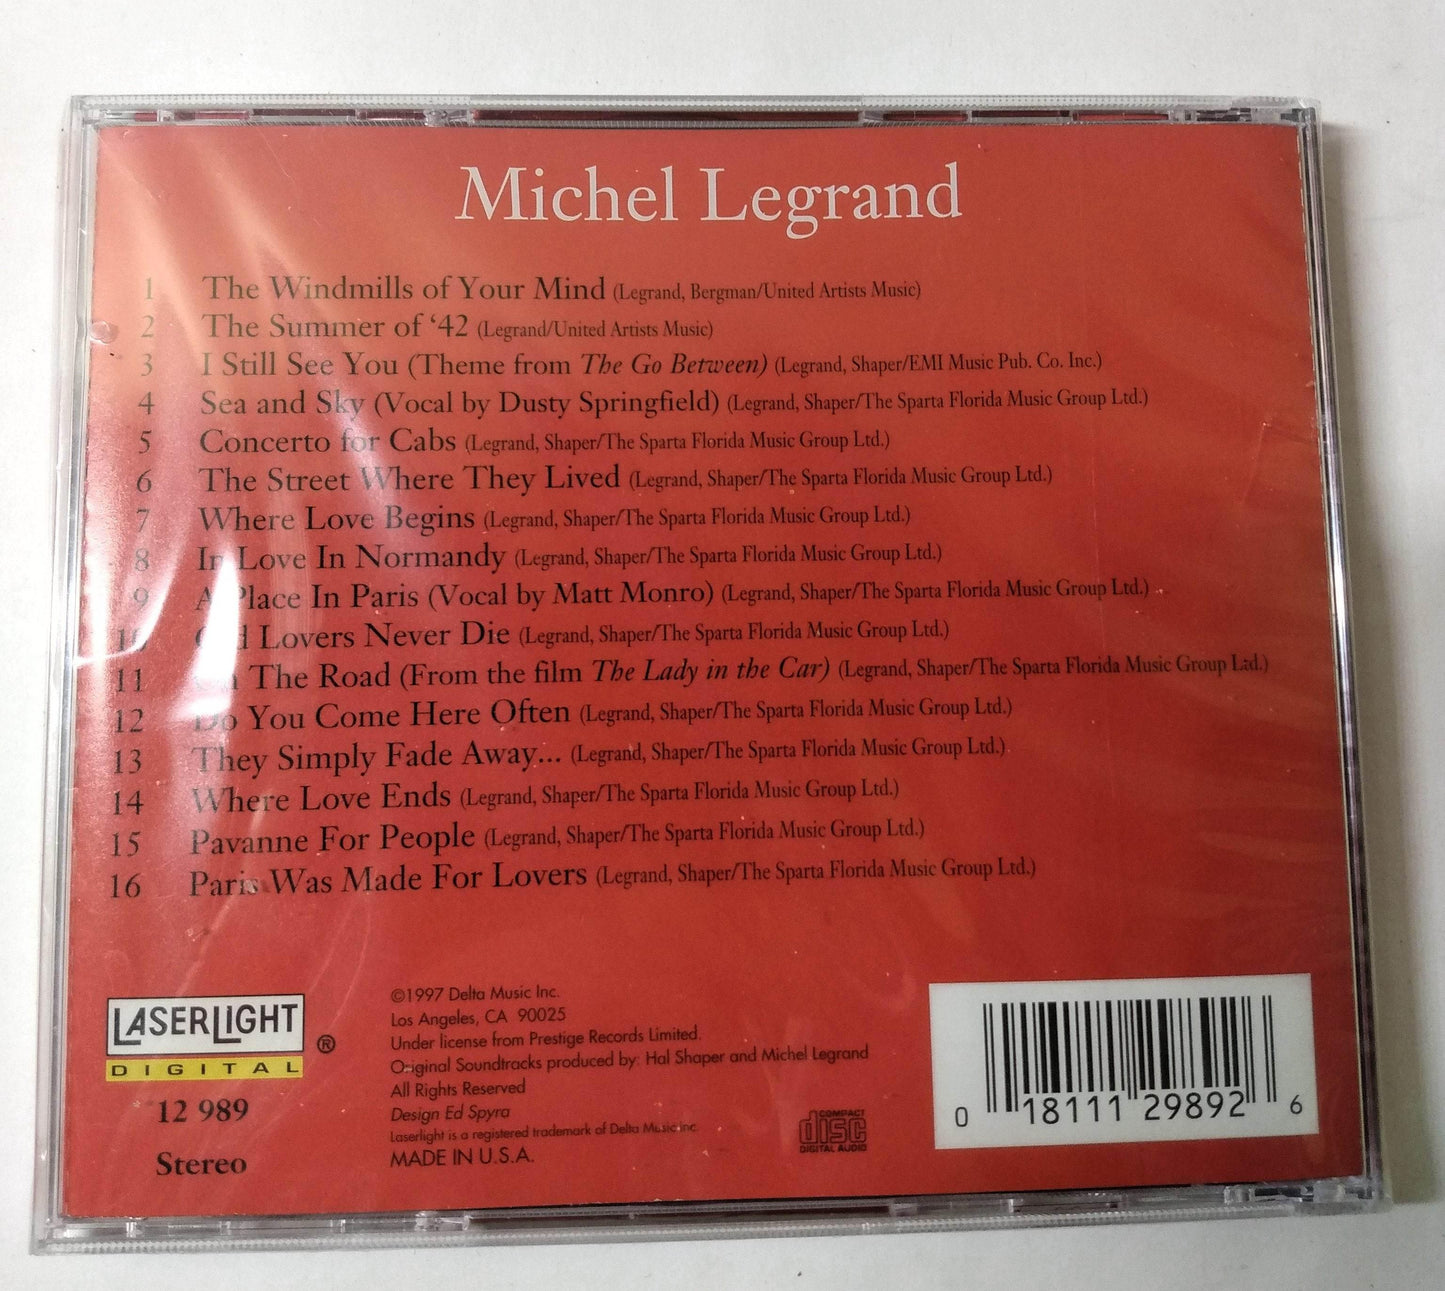 Michel Legrand
1 The Windmills of Your Mind (Legrand, Bergman/United Artists Music)
2 The Summer of ‘42 (Legrand/United Artists Music)
3 I Still See You (Theme from The Go Between) (Legrand, Shaper/EMI Music Pub. Co. Inc.)
4 Sea and Sky (Vocal by Dusty Springfield) (Legrand, Shaper/The Sparta Florida Music Group Ltd.)
5 Concerto for Cabs (Legrand, Shaper/The Sparta Florida Music Group Ltd.)
6 The Street Where They Lived (Legrand, Shaper/The Sparta Florida Music Group Ltd.)
7 Where Love Begins (Legrand, Shaper/The Sparta Florida Music Group Ltd.)
8 In Love In Normandy (Legrand, Shaper/The Sparta Florida Music Group Ltd.)
9 A Place In Paris (Vocal by Matt Monro) (Legrand, Shaper/The Sparta Florida Music Group Ltd.)
10 Old Lovers Never Die (Legrand, Shaper/The Sparta Florida Music Group Ltd.)
11 On The Road (From the film The Lady in the Car) (Legrand, Shaper/The Sparta Florida Music Group Ltd.)
12 Do You Come Here Often (Legrand, Shaper/The Sparta Florida Music Group Ltd.)
13 They Simply Fade Away... (Legrand, Shaper/The Sparta Florida Music Group Ltd.)
14 Where Love Ends (Legrand, Shaper/The Sparta Florida Music Group Ltd.)
15 Pavanne For People (Legrand, Shaper/The Sparta Florida Music Group Ltd.)
16 Paris Was Made For Lovers (Legrand, Shaper/The Sparta Florida Music Group Ltd.)
LASERLIGHT ®
DIGITAL
12 989
Stereo
©1997 Delta Music Inc.
Los Angeles, CA 90025
Under license from Prestige Records Limited.
Original Soundtracks produced by: Hal Shaper and Michel Legrand
All Rights Reserved
Design Ed Spyra
Laserlight is a registered trademark of Delta Music Inc.
MADE IN U.S.A.
COMPACT
disc
DIGITAL AUDIO
0 18111 29892 6